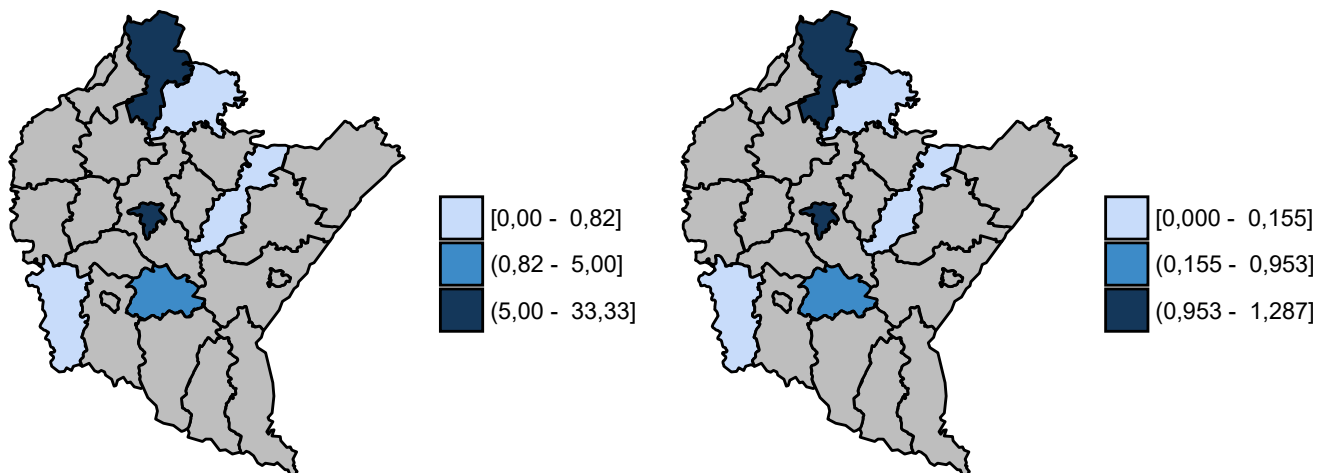 [0,00 - 0,82]
(0,82 - 5,00]
(5,00 - 33,33]
[0,000 - 0,155]
(0,155 - 0,953]
(0,953 - 1,287]